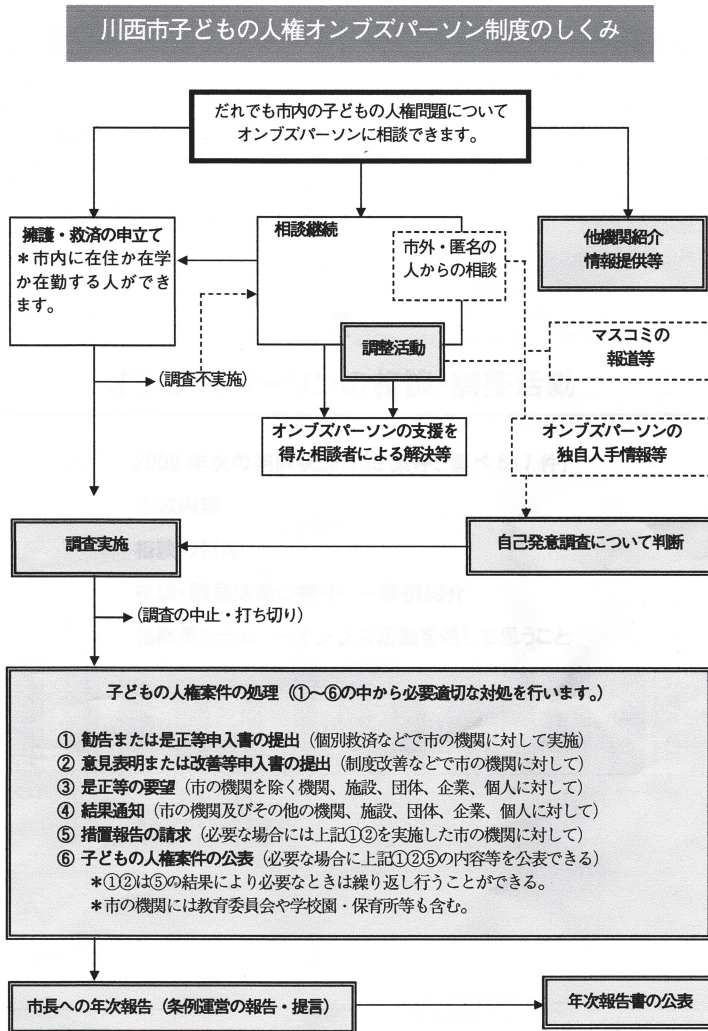 川西市子どもの人権オンブズパーソン制度のしくみ
だれでも市内の子どもの人権問題について
オンブズパーソンに相談できます。
擁護・救済の申立て
＊市内に在住か在学
か在勤する人ができ
ます。
相談継続
市外・匿名の
人からの相談
他機関紹介
情報提供等
調整活動
マスコミの
報道等
(調査不実施)
オンブズパーソンの支援を
得た相談者による解決等
オンブズパーソンの
独自入手情報等
調査実施
自己発意調査について判断
(調査の中止・打ち切り)
子どもの人権案件の処理（①～⑥の中から必要適切な対処を行います。）
① 勧告または是正等申入書の提出（個別救済などで市の機関に対して実施）
② 意見表明または改善等申入書の提出（制度改善などで市の機関に対して）
③ 是正等の要望（市の機関を除く機関、施設、団体、企業、個人に対して）
④ 結果通知（市の機関及びその他の機関、施設、団体、企業、個人に対して）
⑤ 措置報告の請求（必要な場合には上記①②を実施した市の機関に対して）
⑥ 子どもの人権案件の公表（必要な場合に上記①②⑤の内容等を公表できる）
＊①②は⑤の結果により必要なときは繰り返し行うことができる。
＊市の機関には教育委員会や学校園・保育所等も含む。
市長への年次報告（条例運営の報告・提言）
年次報告書の公表